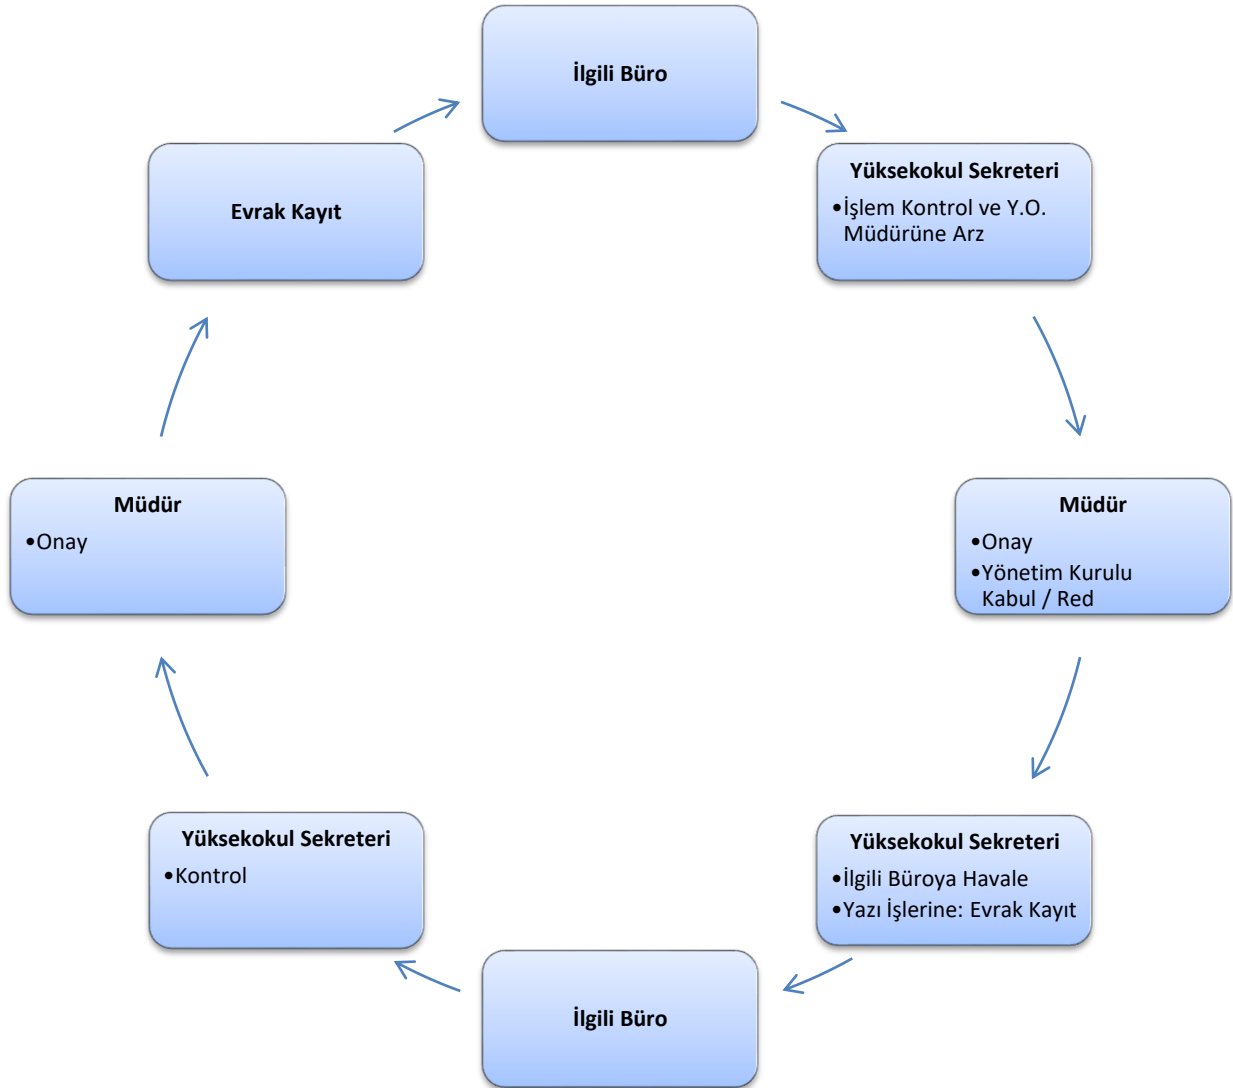 İlgili Büro
Yüksekokul Sekreteri
•İşlem Kontrol ve Y.O.
Müdürüne Arz
Müdür
•Onay
•Yönetim Kurulu
Kabul / Red
Yüksekokul Sekreteri
•İlgili Büroya Havale
•Yazı İşlerine: Evrak Kayıt
İlgili Büro
Yüksekokul Sekreteri
•Kontrol
Müdür
•Onay
Evrak Kayıt